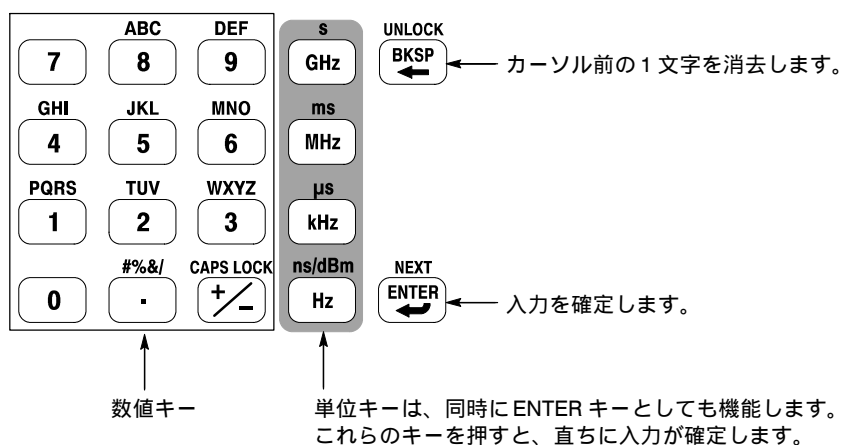 ABC DEF s UNLOCK
7 8 9 GHz BKSP カーソル前の1文字を消去します。
GHI JKL MNO ms
4 5 6 MHz
PQRS TUV WXYZ µs
1 2 3 kHz
#%&/ CAPS LOCK ns/dBm NEXT
0 . +/− Hz ENTER 入力を確定します。
数値キー
単位キーは、同時にENTER キーとしても機能します。
これらのキーを押すと、直ちに入力が確定します。